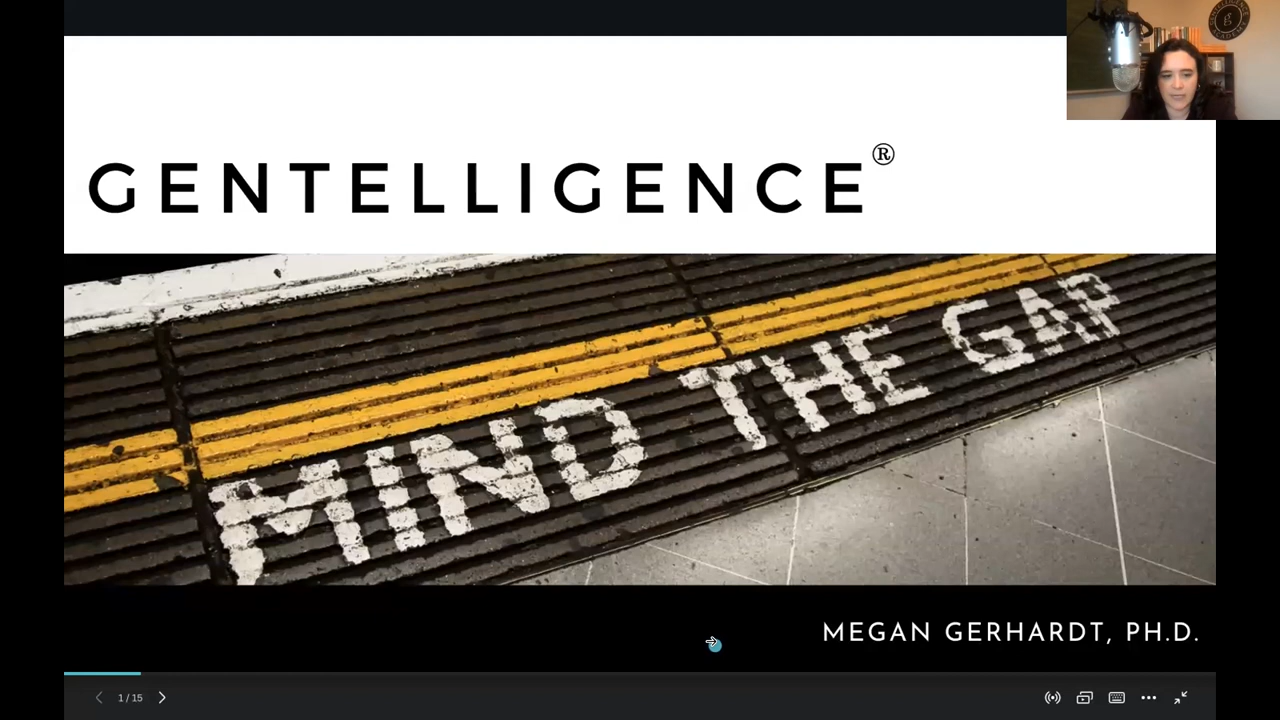 GENTELLIGENCE®
MIND THE GAP
MEGAN GERHARDT, PH.D.
1 / 15